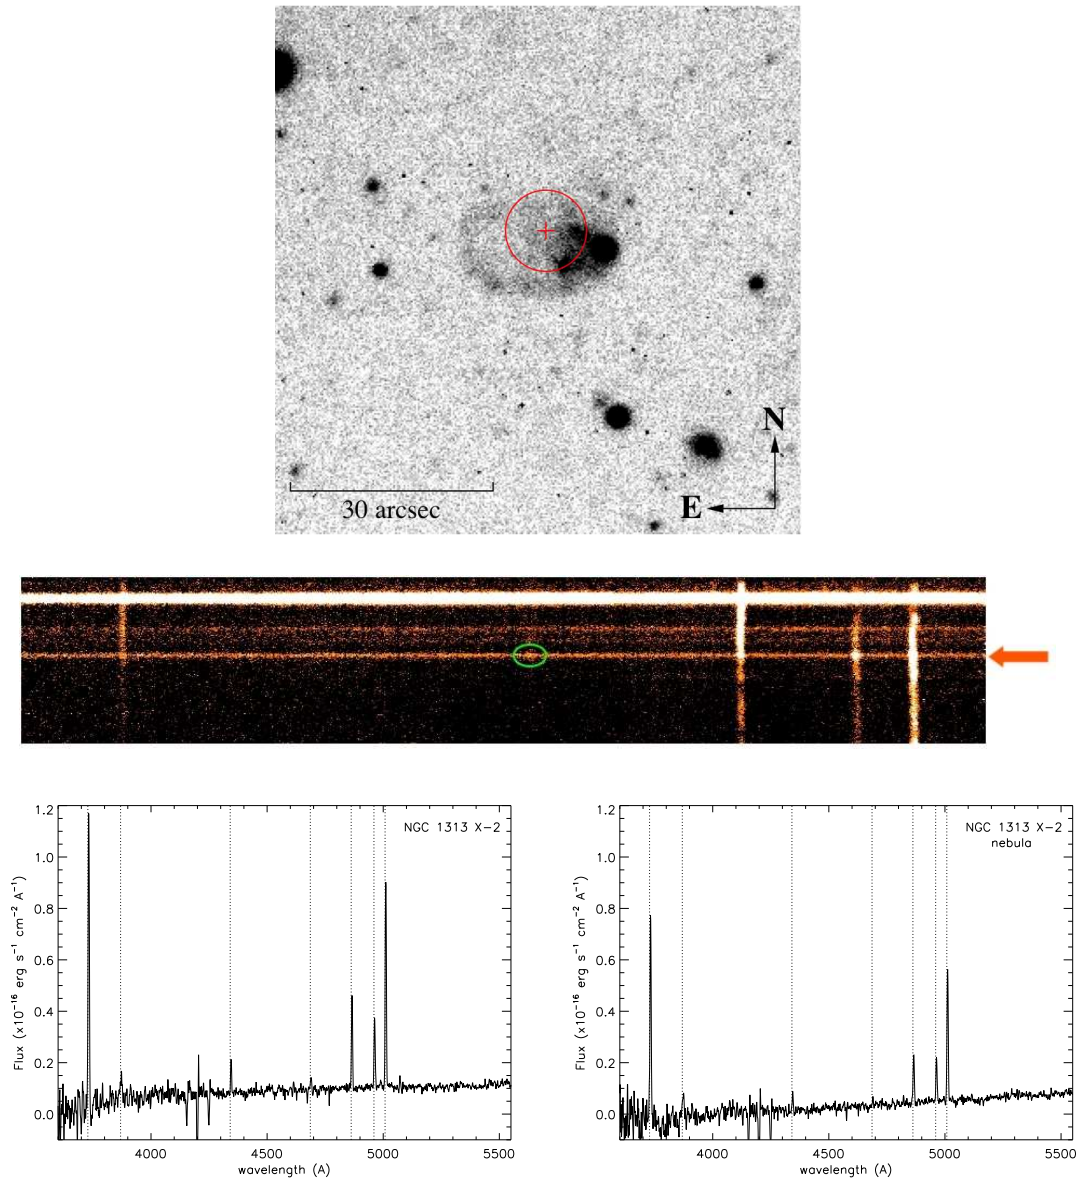 N
E
30 arcsec
NGC 1313 X-2
1.2
1.0
0.8
0.6
0.4
0.2
0.0
Flux (x10⁻¹⁶ erg s⁻¹ cm⁻² A⁻¹)
4000 4500 5000 5500
wavelength (A)
NGC 1313 X-2
nebula
1.2
1.0
0.8
0.6
0.4
0.2
0.0
Flux (x10⁻¹⁶ erg s⁻¹ cm⁻² A⁻¹)
4000 4500 5000 5500
wavelength (A)